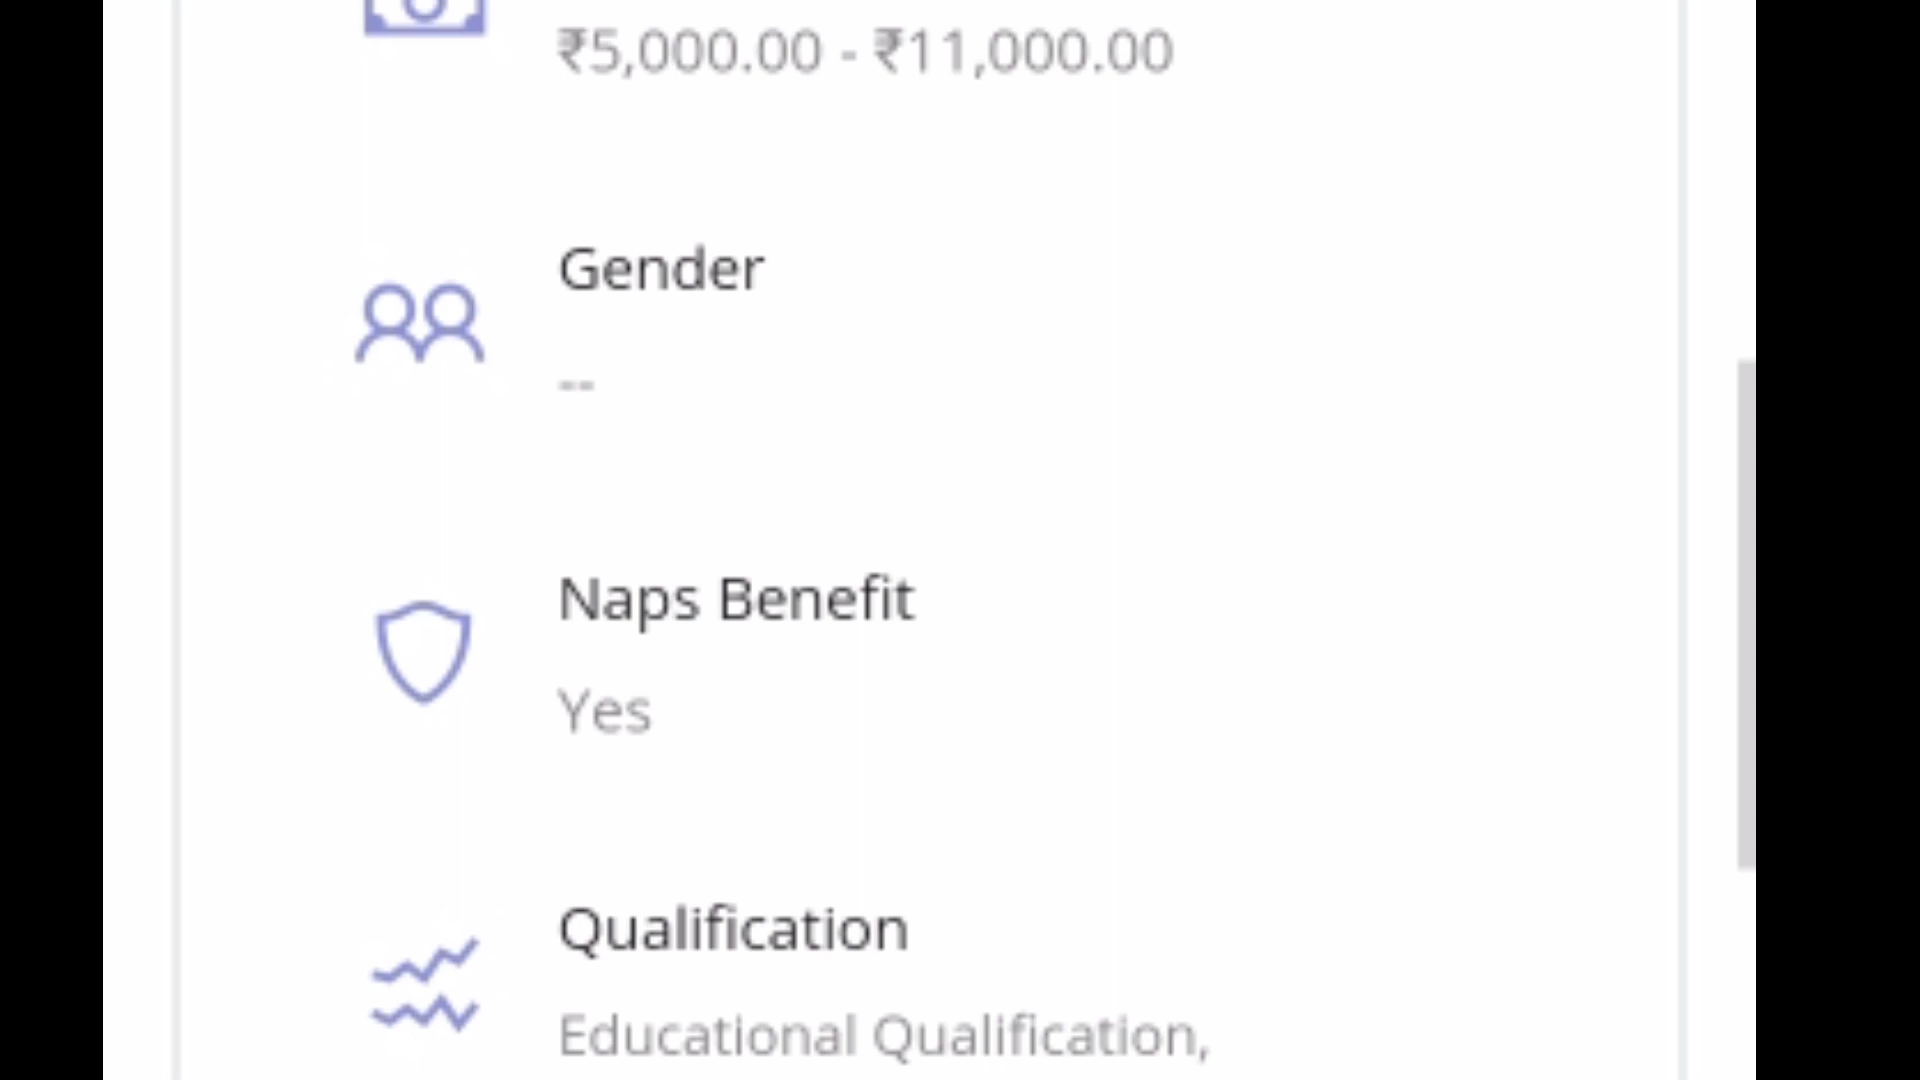 ₹5,000.00 - ₹11,000.00
Gender
--
Naps Benefit
Yes
Qualification
Educational Qualification,